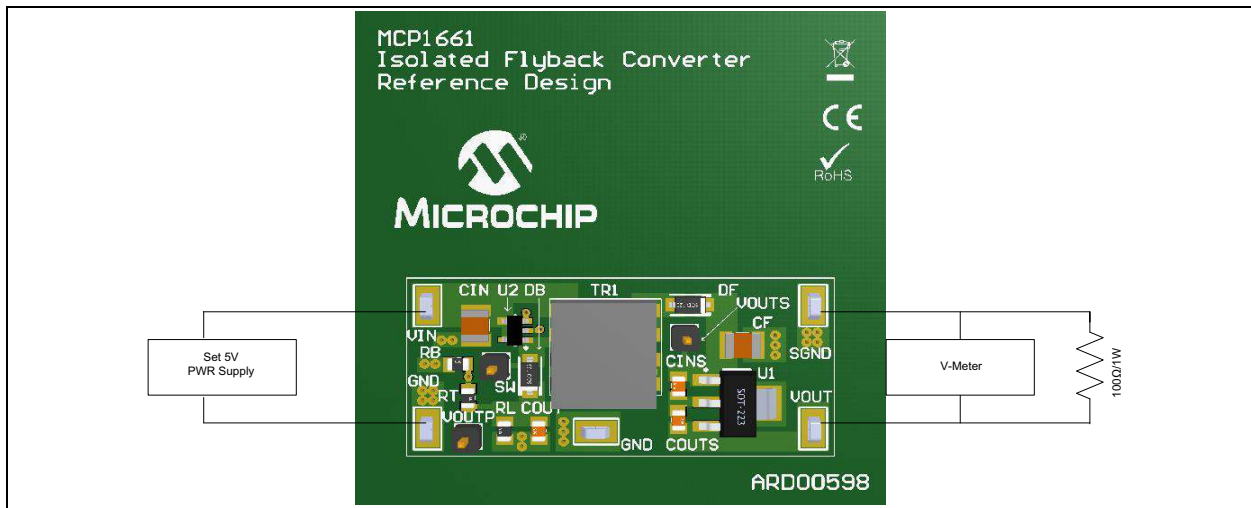 MCP1661
Isolated Flyback Converter
Reference Design
CE
RoHS
®
MICROCHIP
CIN U2 DB TR1 DF
VOUTS
VIN
CF
RB
CINS
SGND
Set 5V
PWR Supply
V-Meter
100Ω/1W
GND
SW
U1
RT
SOT-223
VOUT
VOUTP
RL COUT
GND
COUTS
ARD00598